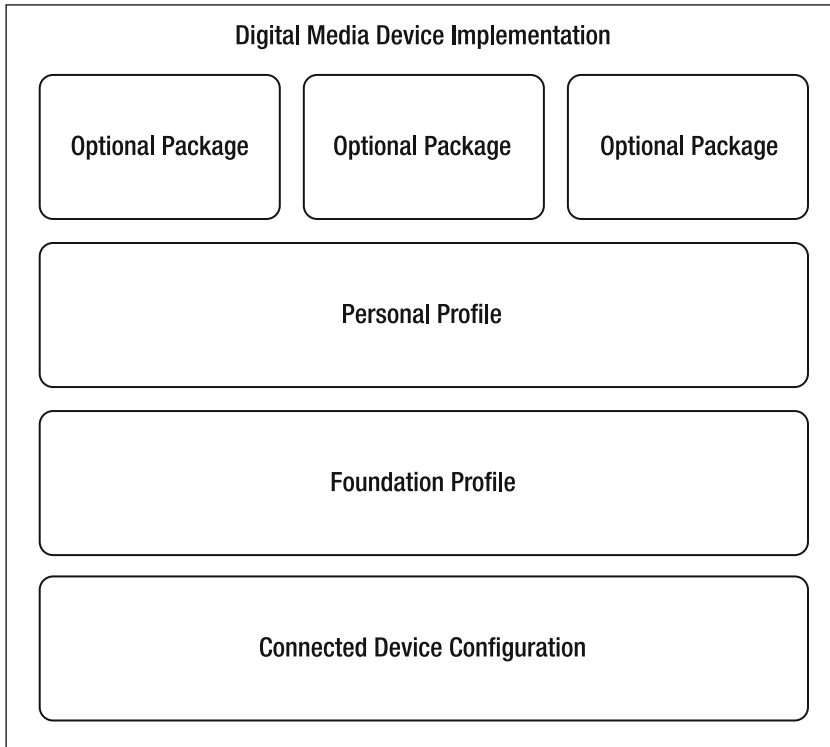 Digital Media Device Implementation
Optional Package
Optional Package
Optional Package
Personal Profile
Foundation Profile
Connected Device Configuration